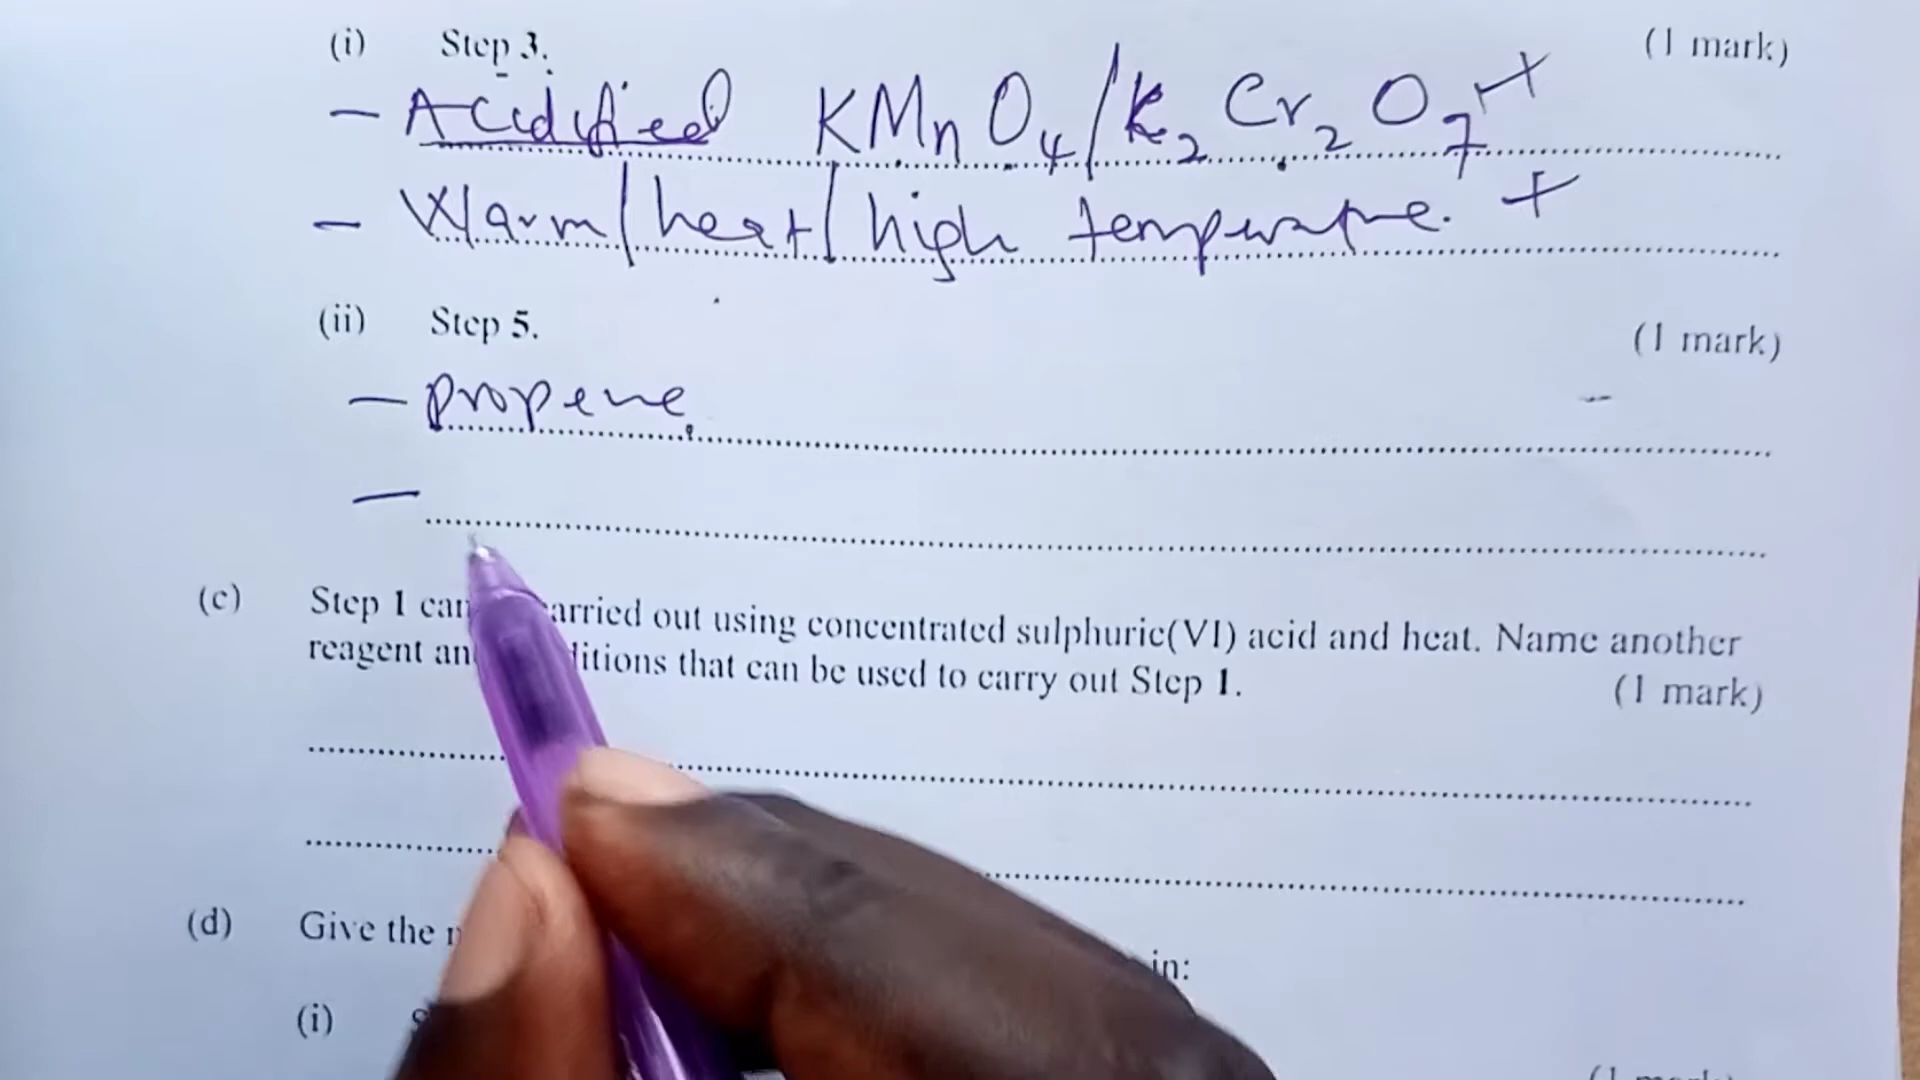 (i) Step 3. (1 mark)
– Acidified KMnO4/K2Cr2O7
– Warm/heat/high temperature.
(ii) Step 5. (1 mark)
– propene
–
(c) Step 1 can arried out using concentrated sulphuric(VI) acid and heat. Name another
reagent an ditions that can be used to carry out Step 1. (1 mark)
(d) Give the in:
(i)